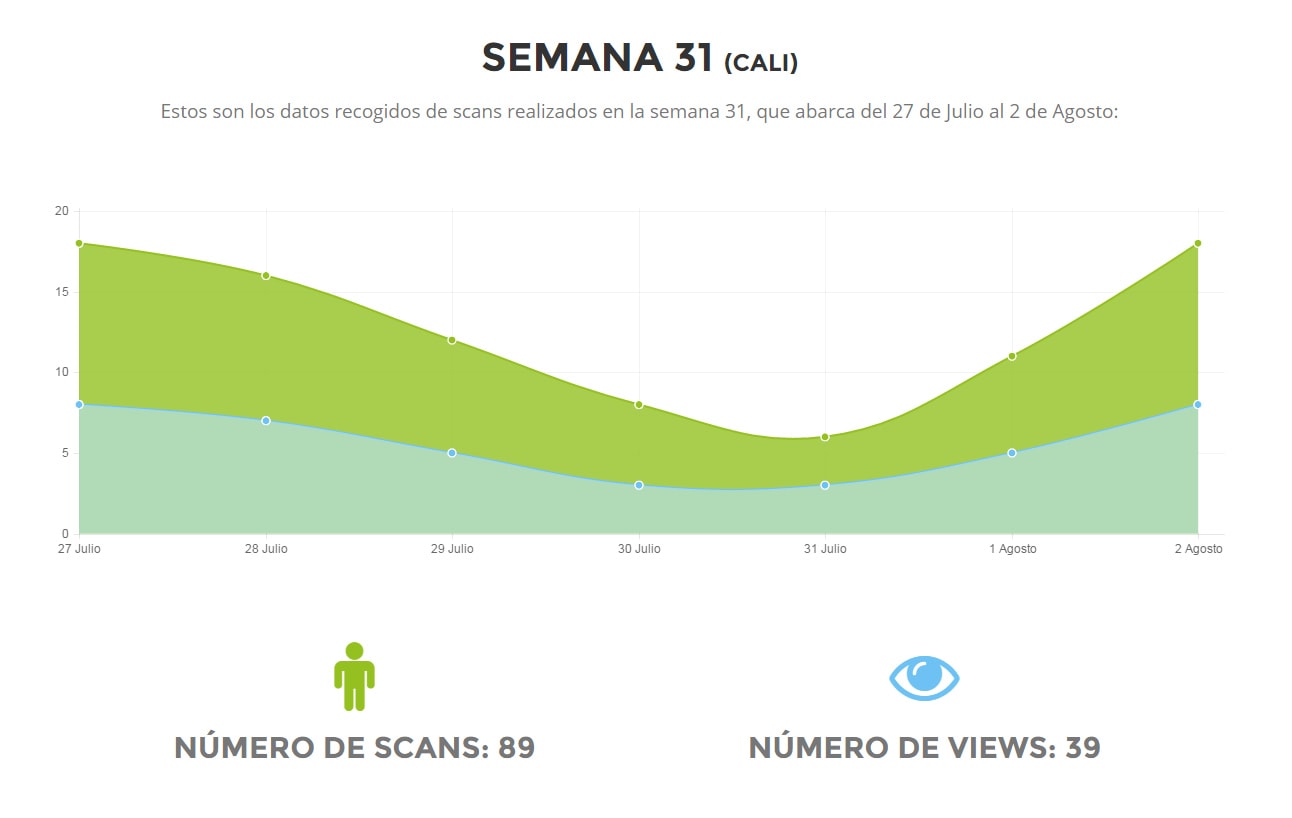 SEMANA 31 (CALI)
Estos son los datos recogidos de scans realizados en la semana 31, que abarca del 27 de Julio al 2 de Agosto:
20
15
10
5
0
27 Julio 28 Julio 29 Julio 30 Julio 31 Julio 1 Agosto 2 Agosto
NÚMERO DE SCANS: 89 NÚMERO DE VIEWS: 39